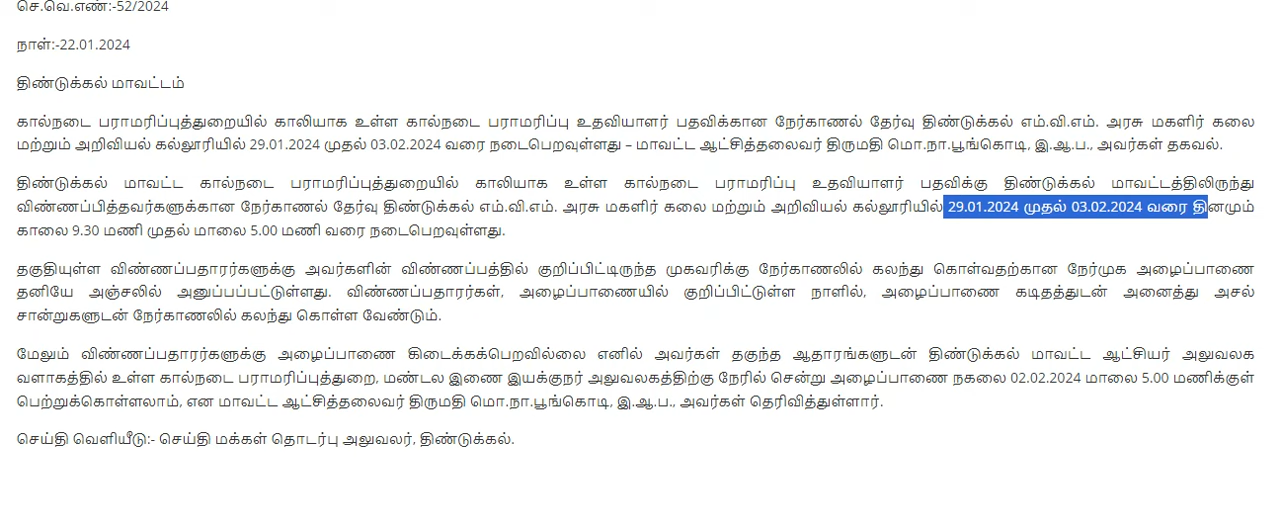 செ.வெ.எண்:-52/2024
நாள்:-22.01.2024
திண்டுக்கல் மாவட்டம்
கால்நடை பராமரிப்புத்துறையில் காலியாக உள்ள கால்நடை பராமரிப்பு உதவியாளர் பதவிக்கான நேர்காணல் தேர்வு திண்டுக்கல் எம்.வி.எம். அரசு மகளிர் கலை
மற்றும் அறிவியல் கல்லூரியில் 29.01.2024 முதல் 03.02.2024 வரை நடைபெறவுள்ளது – மாவட்ட ஆட்சித்தலைவர் திருமதி மொ.நா.பூங்கொடி, இ.ஆ.ப., அவர்கள் தகவல்.
திண்டுக்கல் மாவட்ட கால்நடை பராமரிப்புத்துறையில் காலியாக உள்ள கால்நடை பராமரிப்பு உதவியாளர் பதவிக்கு திண்டுக்கல் மாவட்டத்திலிருந்து
விண்ணப்பித்தவர்களுக்கான நேர்காணல் தேர்வு திண்டுக்கல் எம்.வி.எம். அரசு மகளிர் கலை மற்றும் அறிவியல் கல்லூரியில் 29.01.2024 முதல் 03.02.2024 வரை தினமும்
காலை 9.30 மணி முதல் மாலை 5.00 மணி வரை நடைபெறவுள்ளது.
தகுதியுள்ள விண்ணப்பதாரர்களுக்கு அவர்களின் விண்ணப்பத்தில் குறிப்பிட்டிருந்த முகவரிக்கு நேர்காணலில் கலந்து கொள்வதற்கான நேர்முக அழைப்பாணை
தனியே அஞ்சலில் அனுப்பப்பட்டுள்ளது. விண்ணப்பதாரர்கள், அழைப்பாணையில் குறிப்பிட்டுள்ள நாளில், அழைப்பாணை கடிதத்துடன் அனைத்து அசல்
சான்றுகளுடன் நேர்காணலில் கலந்து கொள்ள வேண்டும்.
மேலும் விண்ணப்பதாரர்களுக்கு அழைப்பாணை கிடைக்கக்பெறவில்லை எனில் அவர்கள் தகுந்த ஆதாரங்களுடன் திண்டுக்கல் மாவட்ட ஆட்சியர் அலுவலக
வளாகத்தில் உள்ள கால்நடை பராமரிப்புத்துறை, மண்டல இணை இயக்குநர் அலுவலகத்திற்கு நேரில் சென்று அழைப்பாணை நகலை 02.02.2024 மாலை 5.00 மணிக்குள்
பெற்றுக்கொள்ளலாம், என மாவட்ட ஆட்சித்தலைவர் திருமதி மொ.நா.பூங்கொடி, இ.ஆ.ப., அவர்கள் தெரிவித்துள்ளார்.
செய்தி வெளியீடு:- செய்தி மக்கள் தொடர்பு அலுவலர், திண்டுக்கல்.